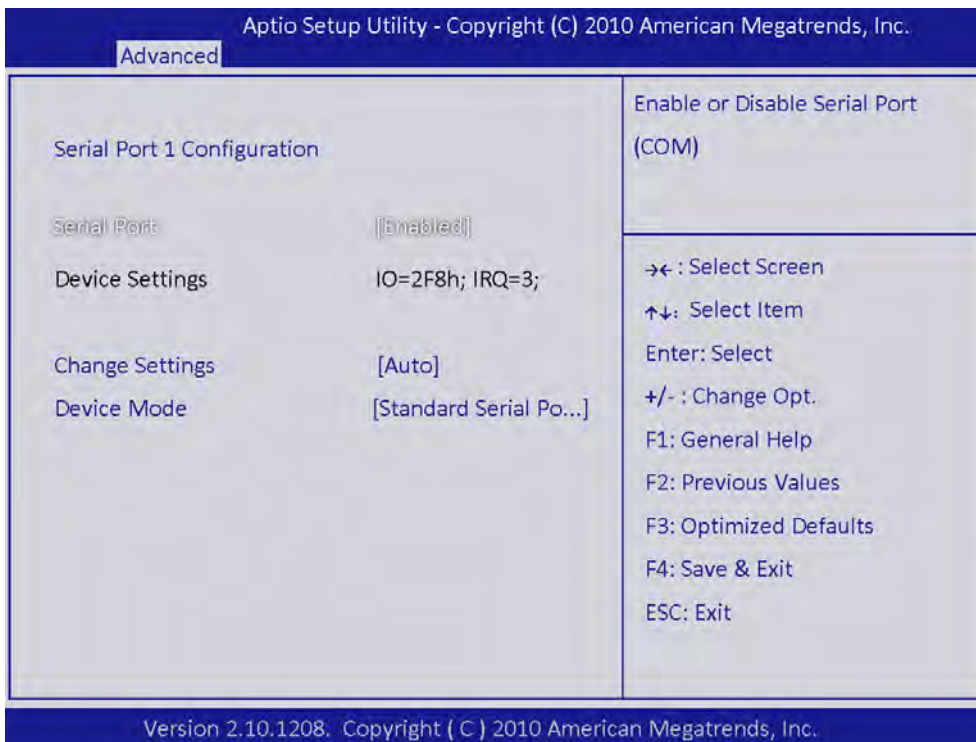 Aptio Setup Utility - Copyright (C) 2010 American Megatrends, Inc.
Advanced
Serial Port 1 Configuration
Serial Port [Enabled]
Device Settings IO=2F8h; IRQ=3;
Change Settings [Auto]
Device Mode [Standard Serial Po...]
Enable or Disable Serial Port
(COM)
→←: Select Screen
↑↓: Select Item
Enter: Select
+/- : Change Opt.
F1: General Help
F2: Previous Values
F3: Optimized Defaults
F4: Save & Exit
ESC: Exit
Version 2.10.1208. Copyright ( C ) 2010 American Megatrends, Inc.